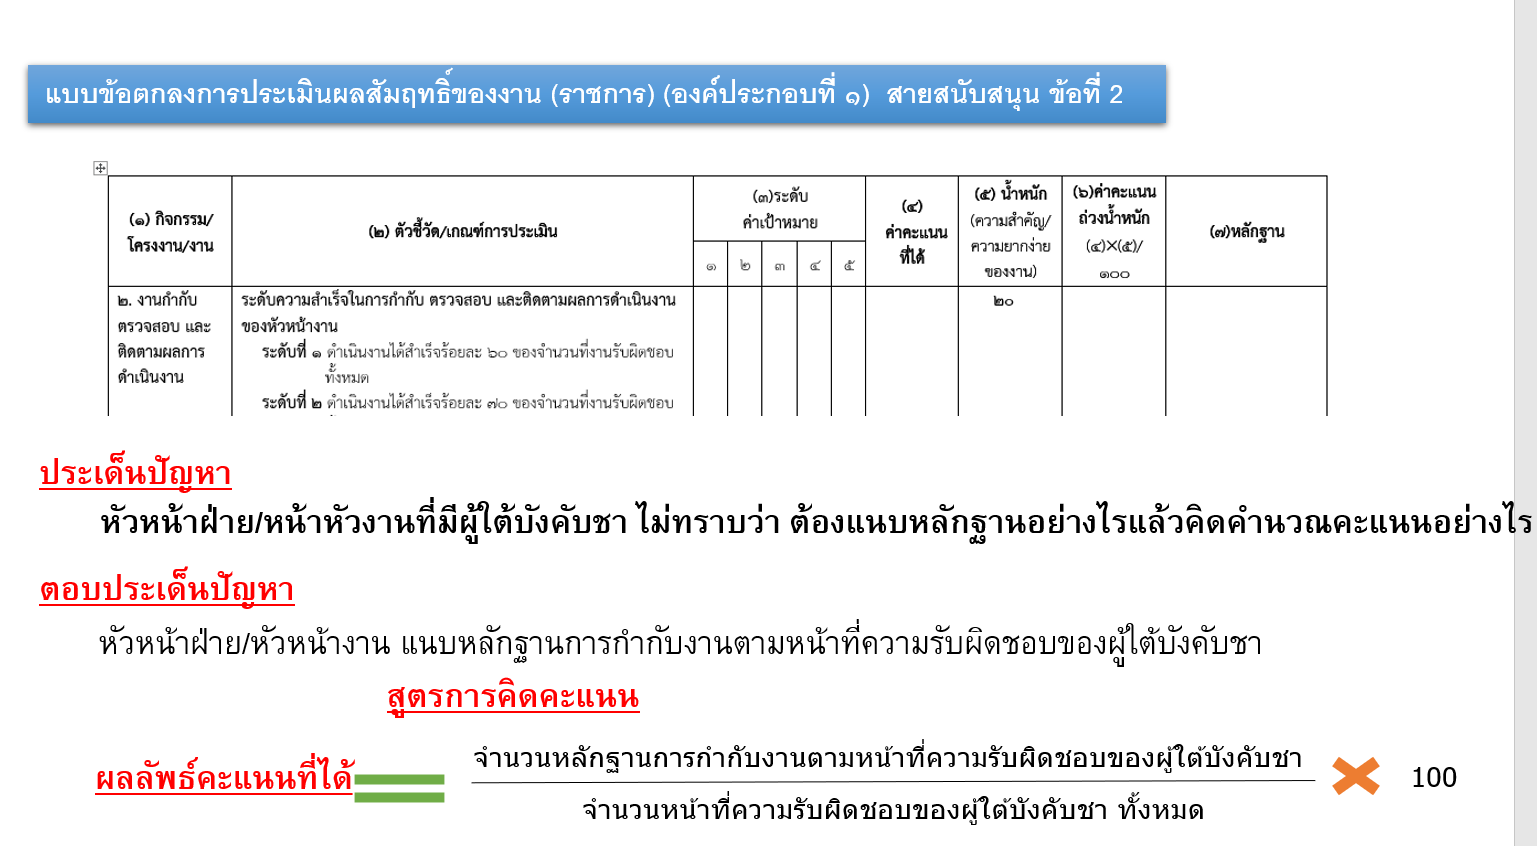 แบบข้อตกลงการประเมินผลสัมฤทธิ์ของงาน (ราชการ) (องค์ประกอบที่ ๑) สายสนับสนุน ข้อที่ 2
(๑) กิจกรรม/
โครงงาน/งาน
(๒) ตัวชี้วัด/เกณฑ์การประเมิน
(๓)ระดับ
ค่าเป้าหมาย
๑ ๒ ๓ ๔ ๕
(๔)
ค่าคะแนน
ที่ได้
(๕) น้ำหนัก
(ความสำคัญ/
ความยากง่าย
ของงาน)
(๖)ค่าคะแนน
ถ่วงน้ำหนัก
(๔)X(๕)/
๑๐๐
(๗)หลักฐาน
๒. งานกำกับ
ตรวจสอบ และ
ติดตามผลการ
ดำเนินงาน
ระดับความสำเร็จในการกำกับ ตรวจสอบ และติดตามผลการดำเนินงาน
ของหัวหน้างาน
ระดับที่ ๑ ดำเนินงานได้สำเร็จร้อยละ ๖๐ ของจำนวนที่งานรับผิดชอบ
ทั้งหมด
ระดับที่ ๒ ดำเนินงานได้สำเร็จร้อยละ ๗๐ ของจำนวนที่งานรับผิดชอบ
๒๐
ประเด็นปัญหา
หัวหน้าฝ่าย/หน้าหัวงานที่มีผู้ใต้บังคับชา ไม่ทราบว่า ต้องแนบหลักฐานอย่างไรแล้วคิดคำนวณคะแนนอย่างไร
ตอบประเด็นปัญหา
หัวหน้าฝ่าย/หัวหน้างาน แนบหลักฐานการกำกับงานตามหน้าที่ความรับผิดชอบของผู้ใต้บังคับชา
สูตรการคิดคะแนน
ผลลัพธ์คะแนนที่ได้
จำนวนหลักฐานการกำกับงานตามหน้าที่ความรับผิดชอบของผู้ใต้บังคับชา
จำนวนหน้าที่ความรับผิดชอบของผู้ใต้บังคับชา ทั้งหมด
100